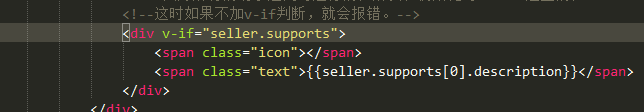 <!--这时如果不加v-if判断，就会报错。-->
<div v-if="seller.supports">
<span class="icon"></span>
<span class="text">{{seller.supports[0].description}}</span>
</div>
</div>